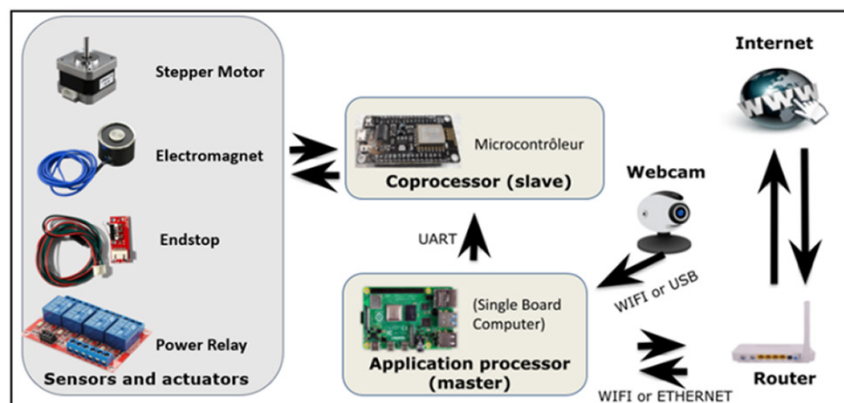 Stepper Motor
Electromagnet
Endstop
Power Relay
Sensors and actuators
Microcontrôleur
Coprocessor (slave)
UART
(Single Board
Computer)
Application processor
(master)
Webcam
WIFI or USB
WIFI or ETHERNET
Internet
WWW
Router